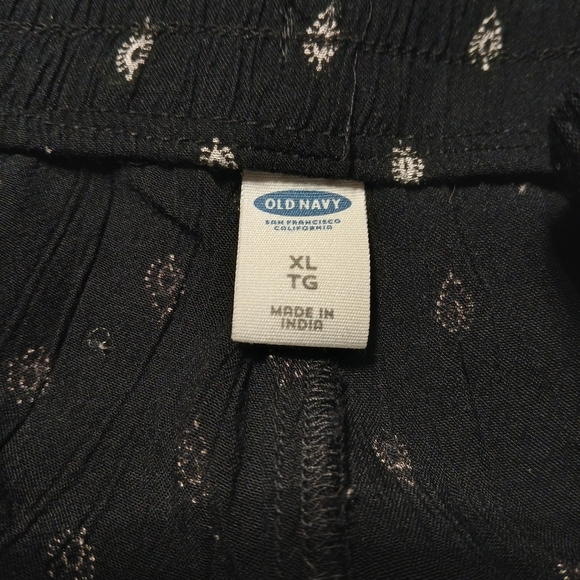 OLD NAVY
SAN FRANCISCO
CALIFORNIA
XL
TG
MADE IN
INDIA